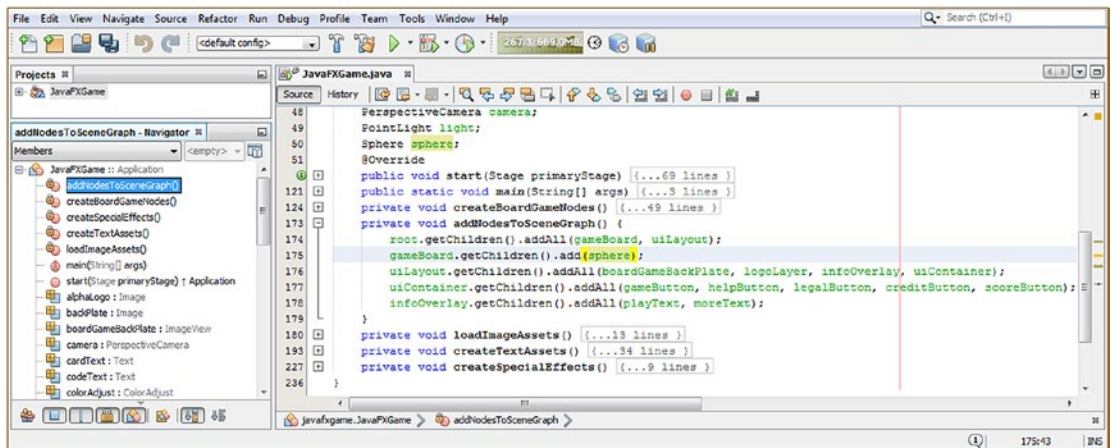 File Edit View Navigate Source Refactor Run Debug Profile Team Tools Window Help
Search (Ctrl+I)
<default config>
267.3/669.0MB
Projects
JavaFXGame
addNodesToSceneGraph - Navigator
Members
<empty>
JavaFXGame :: Application
addNodesToSceneGraph()
createBoardGameNodes()
createSpecialEffects()
createTextAssets()
loadImageAssets()
main(String[] args)
start(Stage primaryStage) ↑ Application
alphaLogo : Image
backPlate : Image
boardGameBackPlate : ImageView
camera : PerspectiveCamera
cardText : Text
codeText : Text
colorAdjust : ColorAdjust
JavaFXGame.java
Source History
48 PerspectiveCamera camera;
49 PointLight light;
50 Sphere sphere;
51 @Override
public void start(Stage primaryStage) {...69 lines }
121 public static void main(String[] args) {...3 lines }
124 private void createBoardGameNodes() {...49 lines }
173 private void addNodesToSceneGraph() {
174 root.getChildren().addAll(gameBoard, uiLayout);
175 gameBoard.getChildren().add(sphere);
176 uiLayout.getChildren().addAll(boardGameBackPlate, logoLayer, infoOverlay, uiContainer);
177 uiContainer.getChildren().addAll(gameButton, helpButton, legalButton, creditButton, scoreButton);
178 infoOverlay.getChildren().addAll(playText, moreText);
179 }
180 private void loadImageAssets() {...13 lines }
193 private void createTextAssets() {...34 lines }
227 private void createSpecialEffects() {...9 lines }
236 }
javafxgame.JavaFXGame
addNodesToSceneGraph
175:43
INS